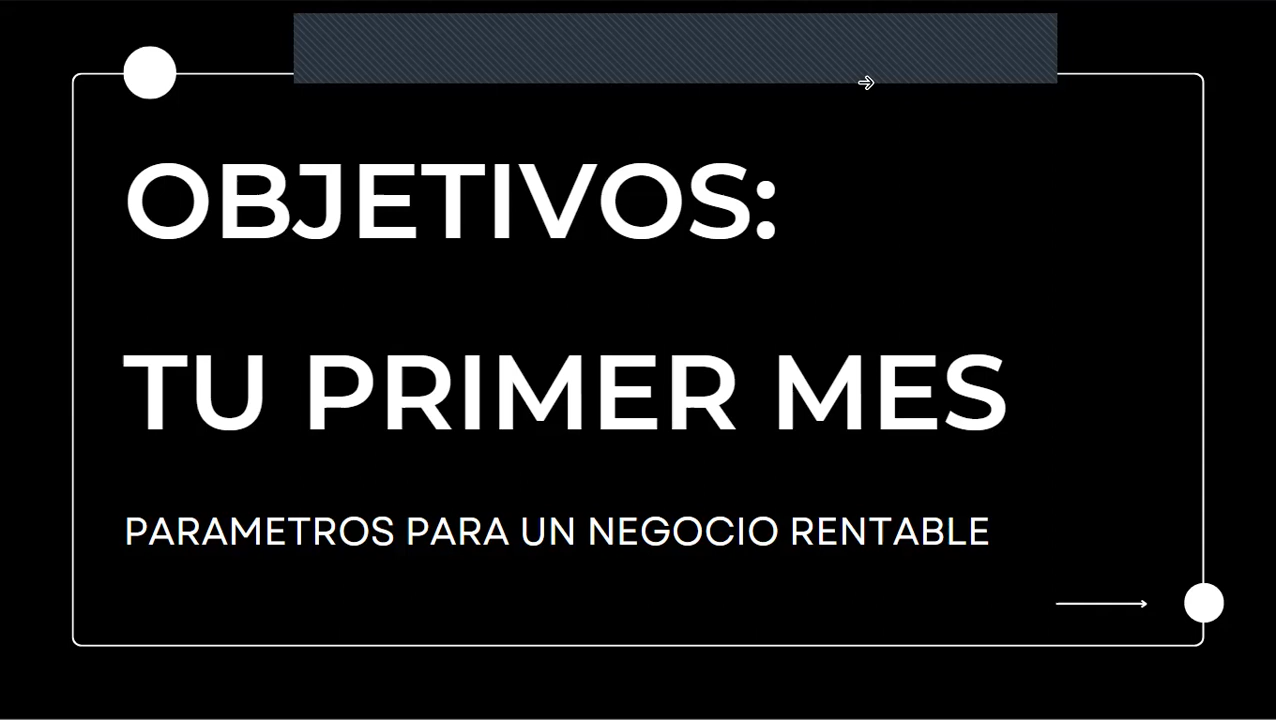 OBJETIVOS:
TU PRIMER MES
PARAMETROS PARA UN NEGOCIO RENTABLE